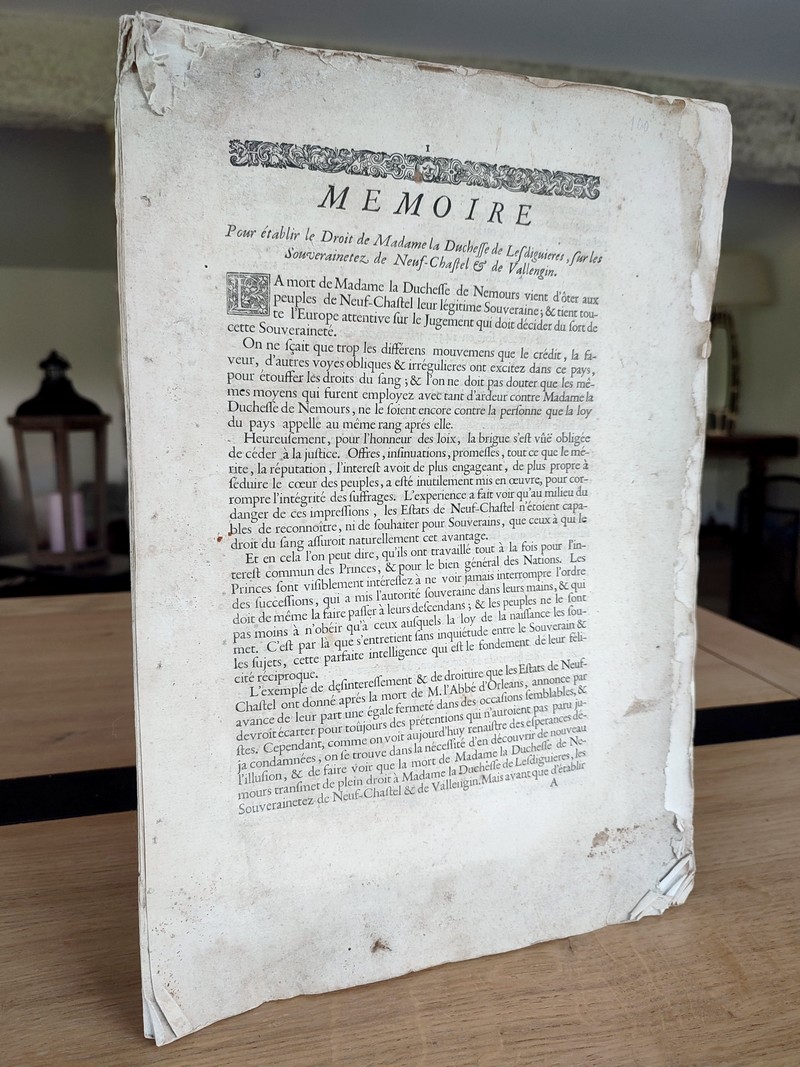 1
MEMOIRE
Pour établir le Droit de Madame la Duchesse de Lesdiguieres, sur les
Souverainetez de Neuf-Chastel & de Vallengin.
LA mort de Madame la Duchesse de Nemours vient d'ôter aux
peuples de Neuf-Chastel leur légitime Souveraine; & tient tou-
te l'Europe attentive sur le Jugement qui doit décider du sort de
cette Souveraineté.
On ne sçait que trop les différens mouvemens que le crédit, la fa-
veur, d'autres voyes obliques & irrégulieres ont excitez dans ce pays,
pour étouffer les droits du sang; & l'on ne doit pas douter que les mê-
mes moyens qui furent employez avec tant d'ardeur contre Madame la
Duchesse de Nemours, ne le soient encore contre la personne que la loy
du pays appelle au même rang aprés elle.
Heureusement, pour l'honneur des loix, la brigue s'est vûë obligée
de céder à la justice. Offres, insinuations, promesses, tout ce que le mé-
rite, la réputation, l'interest avoit de plus engageant, de plus propre à
séduire le cœur des peuples, a esté inutilement mis en œuvre, pour cor-
rompre l'intégrité des suffrages. L'experience a fait voir qu'au milieu du
danger de ces impressions, les Estats de Neuf-Chastel n'étoient capa-
bles de reconnoître, ni de souhaiter pour Souverains, que ceux à qui le
droit du sang assuroit naturellement cet avantage.
Et en cela l'on peut dire, qu'ils ont travaillé tout à la fois pour l'in-
terest commun des Princes, & pour le bien général des Nations. Les
Princes sont visiblement intéressez à ne voir jamais interrompre l'ordre
des successions, qui a mis l'autorité souveraine dans leurs mains, & qui
doit de même la faire passer à leurs descendans; & les peuples ne le sont
pas moins à n'obéïr qu'à ceux ausquels la loy de la naissance les soû-
met. C'est par là que s'entretient sans inquiétude entre le Souverain &
les sujets, cette parfaite intelligence qui est le fondement de leur féli-
cité réciproque.
L'exemple de desinteressement & de droiture que les Estats de Neuf-
Chastel ont donné aprés la mort de M. l'Abbé d'Orleans, annonce par
avance de leur part une égale fermeté dans des occasions semblables, &
devroit écarter pour toûjours des prétentions qui n'auroient pas paru ju-
stes. Cependant, comme on voit aujourd'huy renaistre des esperances dé-
ja condamnées, on se trouve dans la nécessité d'en découvrir de nouveau
l'illusion, & de faire voir que la mort de Madame la Duchesse de Ne-
mours transmet de plein droit à Madame la Duchesse de Lesdiguieres, les
Souverainetez de Neuf-Chastel & de Vallengin. Mais avant que d'établir
A